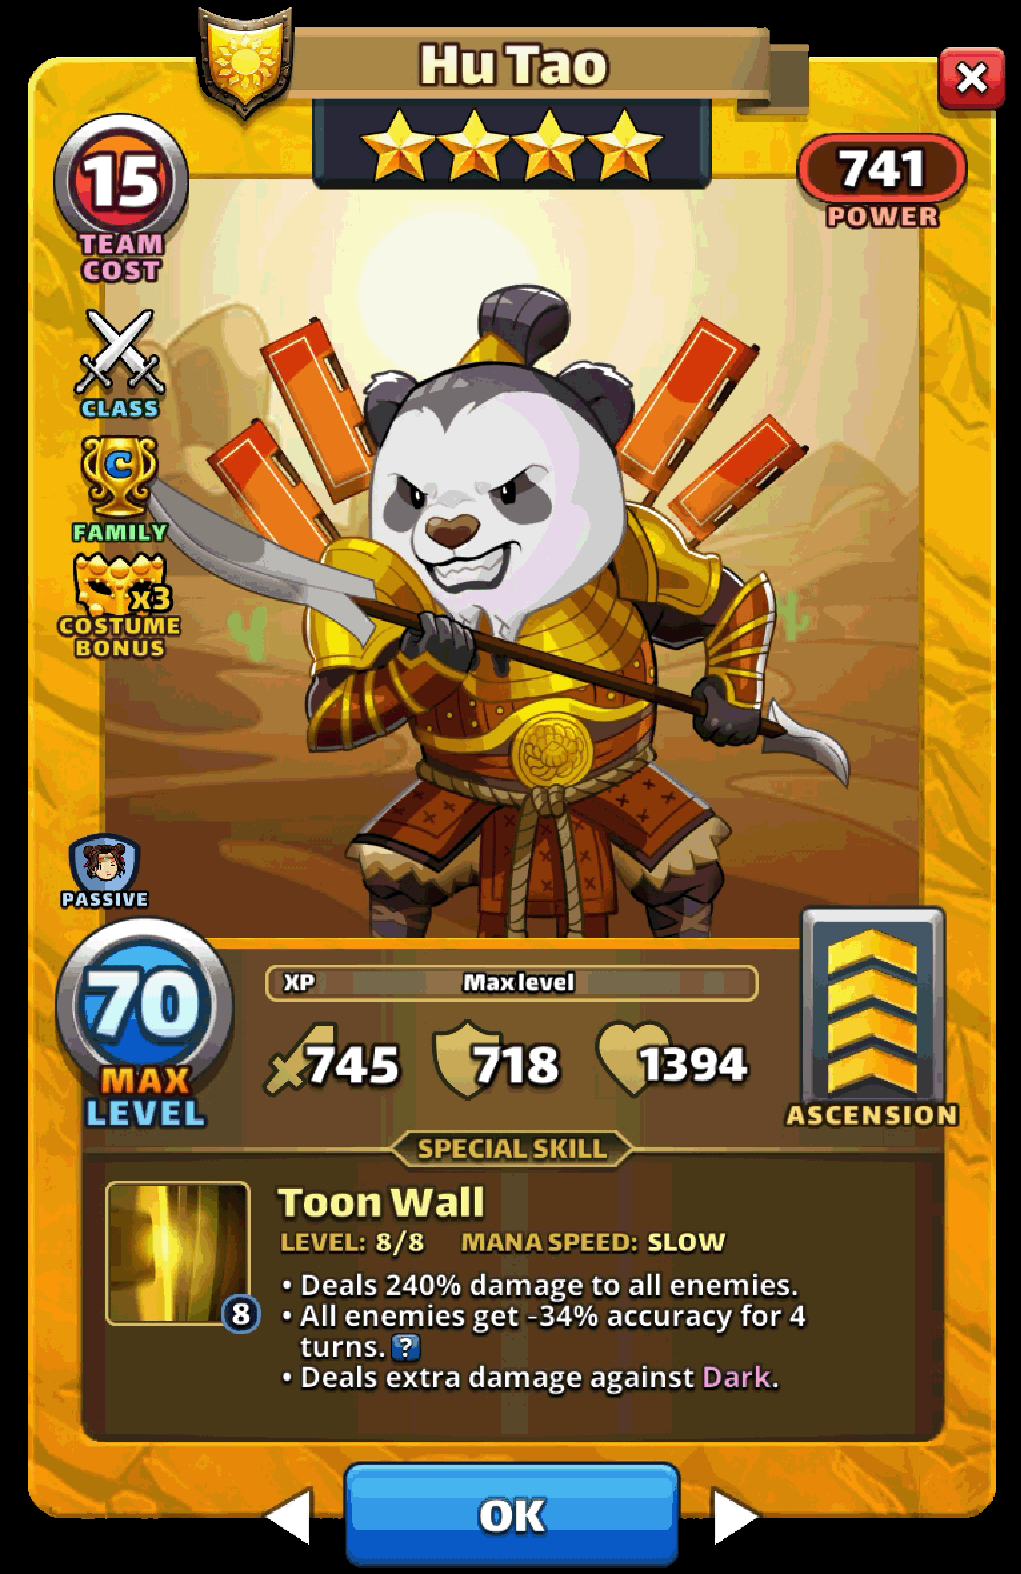 Hu Tao
15
TEAM
COST
741
POWER
CLASS
C
FAMILY
x3
COSTUME
BONUS
PASSIVE
70
MAX
LEVEL
XP Max level
745 718 1394
ASCENSION
SPECIAL SKILL
Toon Wall
LEVEL: 8/8 MANA SPEED: SLOW
8
• Deals 240% damage to all enemies.
• All enemies get -34% accuracy for 4
turns. ?
• Deals extra damage against Dark.
OK